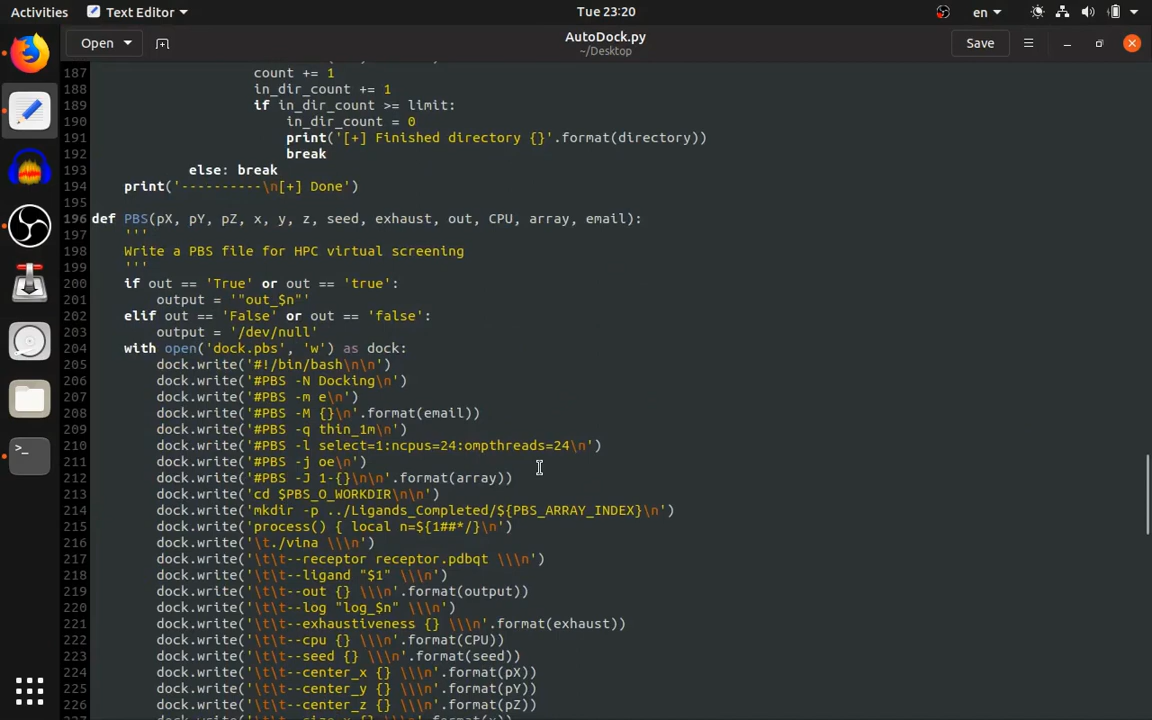 Activities Text Editor Tue 23:20 en
Open AutoDock.py Save
~/Desktop
187 count += 1
188 in_dir_count += 1
189 if in_dir_count >= limit:
190 in_dir_count = 0
191 print('[+] Finished directory {}'.format(directory))
192 break
193 else: break
194 print('----------\n[+] Done')
195
196 def PBS(pX, pY, pZ, x, y, z, seed, exhaust, out, CPU, array, email):
197 '''
198 Write a PBS file for HPC virtual screening
199 '''
200 if out == 'True' or out == 'true':
201 output = '"out_$n"'
202 elif out == 'False' or out == 'false':
203 output = '/dev/null'
204 with open('dock.pbs', 'w') as dock:
205 dock.write('#!/bin/bash\n\n')
206 dock.write('#PBS -N Docking\n')
207 dock.write('#PBS -m e\n')
208 dock.write('#PBS -M {}\n'.format(email))
209 dock.write('#PBS -q thin_1m\n')
210 dock.write('#PBS -l select=1:ncpus=24:ompthreads=24\n')
211 dock.write('#PBS -j oe\n')
212 dock.write('#PBS -J 1-{}\n\n'.format(array))
213 dock.write('cd $PBS_O_WORKDIR\n\n')
214 dock.write('mkdir -p ../Ligands_Completed/${PBS_ARRAY_INDEX}\n')
215 dock.write('process() { local n=${1##*/}\n')
216 dock.write('\t./vina \\\n')
217 dock.write('\t\t--receptor receptor.pdbqt \\\n')
218 dock.write('\t\t--ligand "$1" \\\n')
219 dock.write('\t\t--out {} \\\n'.format(output))
220 dock.write('\t\t--log "log_$n" \\\n')
221 dock.write('\t\t--exhaustiveness {} \\\n'.format(exhaust))
222 dock.write('\t\t--cpu {} \\\n'.format(CPU))
223 dock.write('\t\t--seed {} \\\n'.format(seed))
224 dock.write('\t\t--center_x {} \\\n'.format(pX))
225 dock.write('\t\t--center_y {} \\\n'.format(pY))
226 dock.write('\t\t--center_z {} \\\n'.format(pZ))